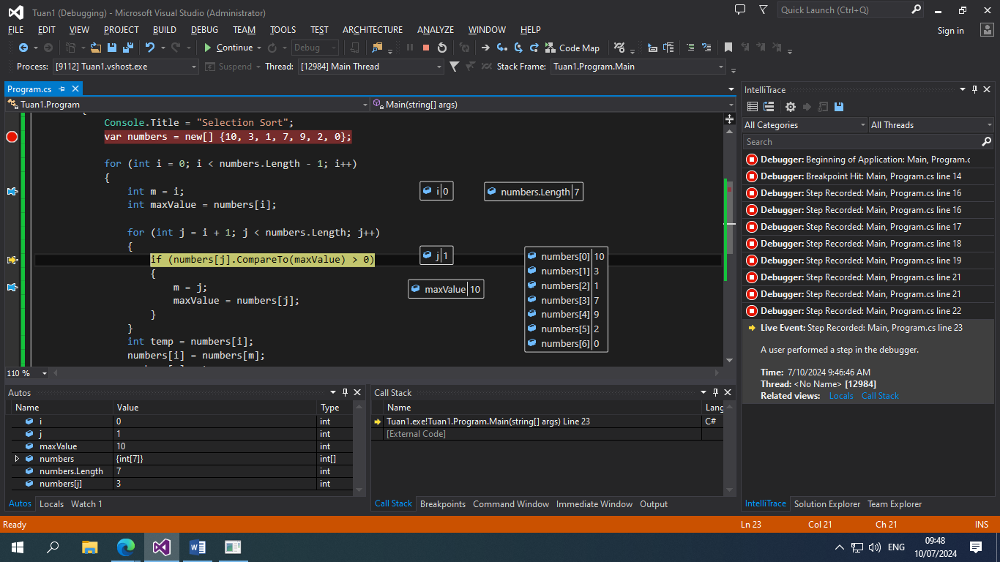 Tuan1 (Debugging) - Microsoft Visual Studio (Administrator)
Quick Launch (Ctrl+Q)
FILE EDIT VIEW PROJECT BUILD DEBUG TEAM TOOLS TEST ARCHITECTURE ANALYZE WINDOW HELP
Sign in
Continue Debug Code Map
Process: [9112] Tuan1.vshost.exe Suspend Thread: [12984] Main Thread Stack Frame: Tuan1.Program.Main
Program.cs
Tuan1.Program Main(string[] args)
{
Console.Title = "Selection Sort";
var numbers = new[] {10, 3, 1, 7, 9, 2, 0};
for (int i = 0; i < numbers.Length - 1; i++)
{
int m = i;
int maxValue = numbers[i];
for (int j = i + 1; j < numbers.Length; j++)
{
if (numbers[j].CompareTo(maxValue) > 0)
{
m = j;
maxValue = numbers[j];
}
}
int temp = numbers[i];
numbers[i] = numbers[m];
i 0
numbers.Length 7
j 1
maxValue 10
numbers[0] 10
numbers[1] 3
numbers[2] 1
numbers[3] 7
numbers[4] 9
numbers[5] 2
numbers[6] 0
110 %
IntelliTrace
All Categories All Threads
Search
Debugger: Beginning of Application: Main, Program.c
Debugger: Breakpoint Hit: Main, Program.cs line 14
Debugger: Step Recorded: Main, Program.cs line 16
Debugger: Step Recorded: Main, Program.cs line 16
Debugger: Step Recorded: Main, Program.cs line 17
Debugger: Step Recorded: Main, Program.cs line 18
Debugger: Step Recorded: Main, Program.cs line 19
Debugger: Step Recorded: Main, Program.cs line 21
Debugger: Step Recorded: Main, Program.cs line 21
Debugger: Step Recorded: Main, Program.cs line 22
Live Event: Step Recorded: Main, Program.cs line 23
A user performed a step in the debugger.
Time: 7/10/2024 9:46:46 AM
Thread: <No Name> [12984]
Related views: Locals Call Stack
IntelliTrace Solution Explorer Team Explorer
Autos
Name Value Type
i 0 int
j 1 int
maxValue 10 int
numbers {int[7]} int[]
numbers.Length 7 int
numbers[j] 3 int
Autos Locals Watch 1
Call Stack
Name Lang
Tuan1.exe!Tuan1.Program.Main(string[] args) Line 23 C#
[External Code]
Call Stack Breakpoints Command Window Immediate Window Output
Ready Ln 23 Col 21 Ch 21 INS
ENG
09:48
10/07/2024